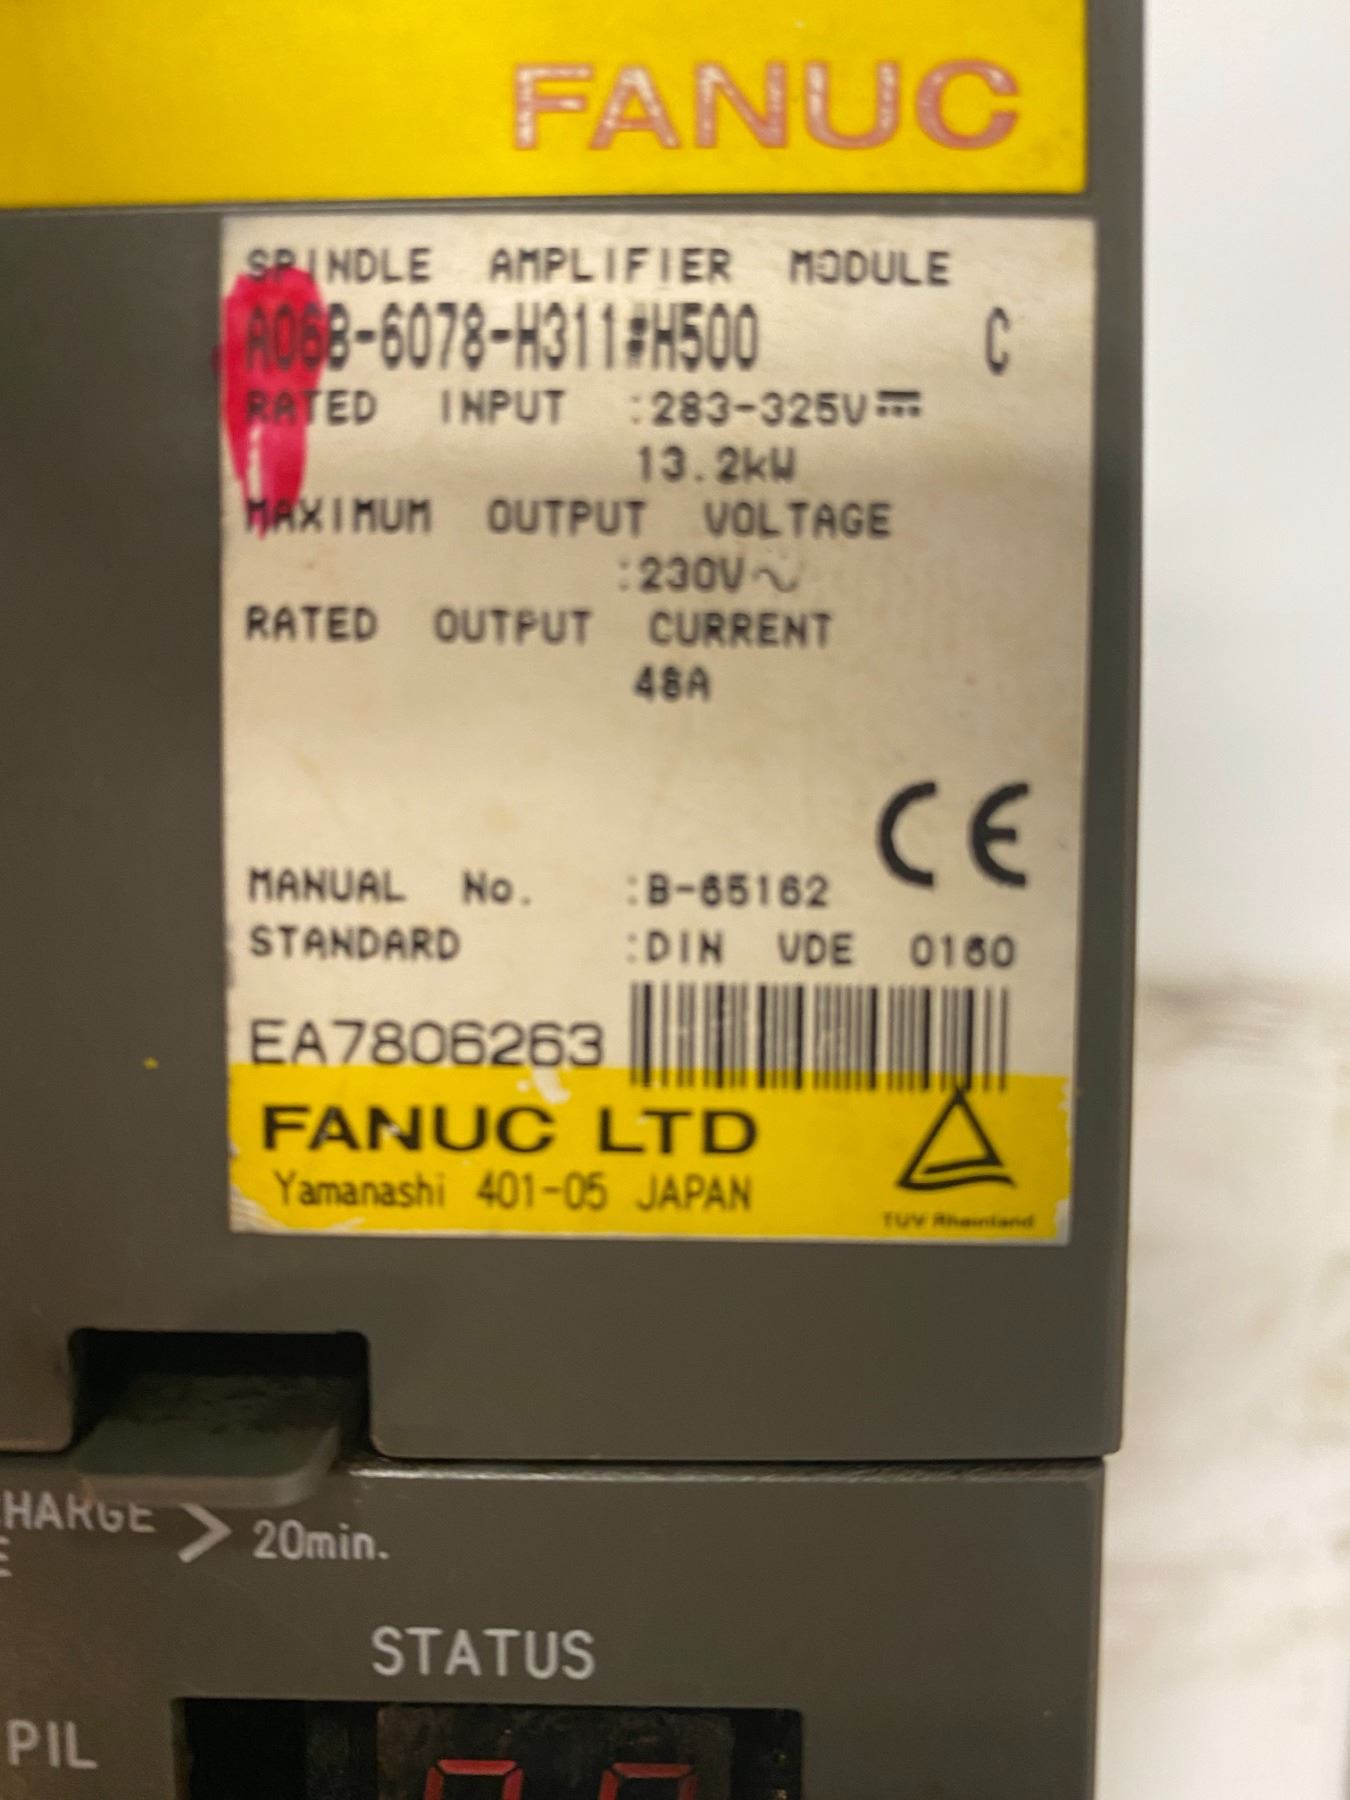 FANUC
SPINDLE AMPLIFIER MODULE
A06B-6078-H311#H500 C
RATED INPUT :283-325V⎓
13.2kW
MAXIMUM OUTPUT VOLTAGE
:230V~
RATED OUTPUT CURRENT
48A
CE
MANUAL No. :B-65162
STANDARD :DIN VDE 0160
EA7806263
FANUC LTD
Yamanashi 401-05 JAPAN
TUV Rheinland
CHARGE
E > 20min.
STATUS
PIL